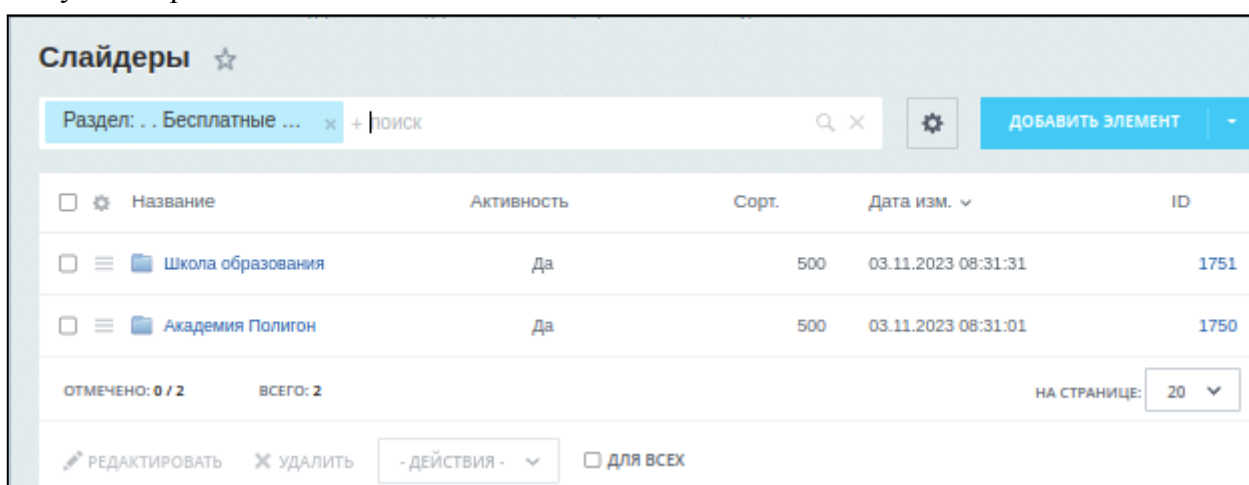 Слайдеры
Раздел: . . Бесплатные ... × + поиск
ДОБАВИТЬ ЭЛЕМЕНТ
Название Активность Сорт. Дата изм. ID
Школа образования Да 500 03.11.2023 08:31:31 1751
Академия Полигон Да 500 03.11.2023 08:31:01 1750
ОТМЕЧЕНО: 0 / 2 ВСЕГО: 2 НА СТРАНИЦЕ: 20
РЕДАКТИРОВАТЬ УДАЛИТЬ - ДЕЙСТВИЯ - ДЛЯ ВСЕХ